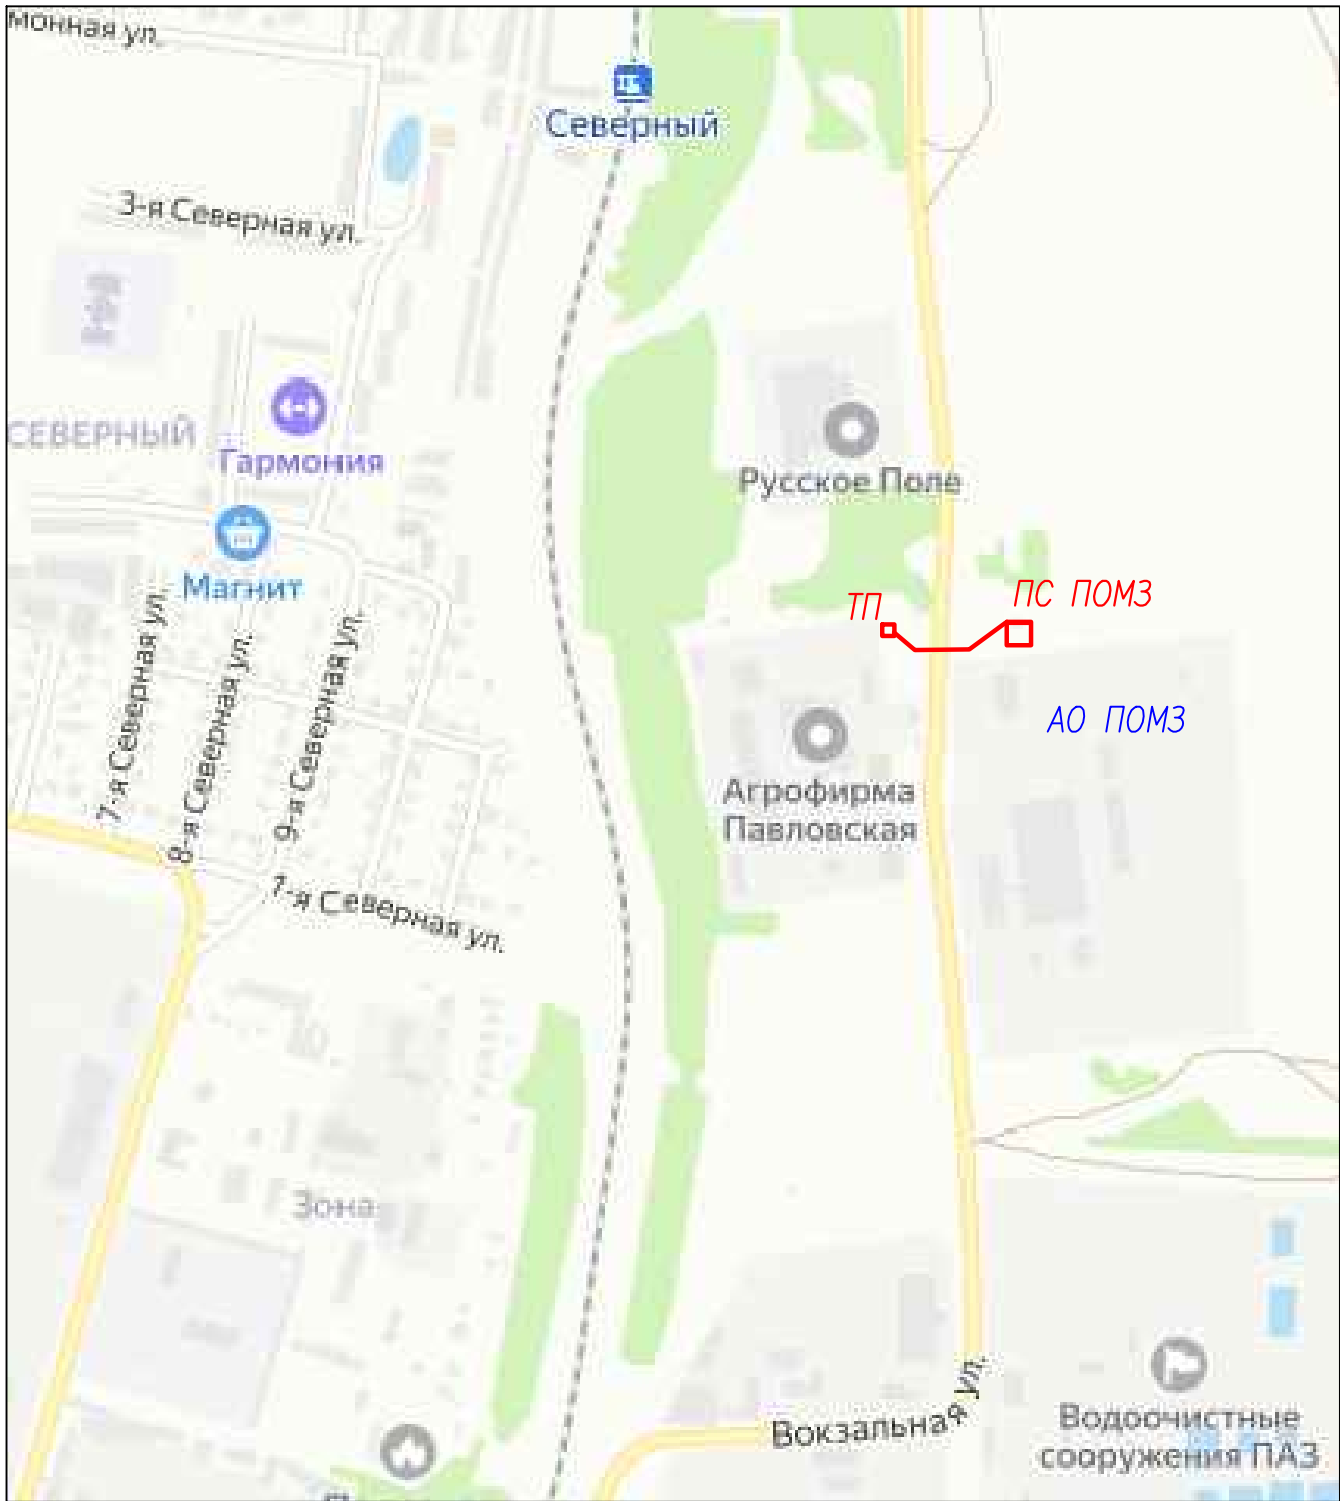 монная ул.
Северный
3-я Северная ул.
СЕВЕРНЫЙ
Гармония
Русское Поле
Магнит
ТП
ПС ПОМЗ
7-я Северная ул.
8-я Северная ул.
9-я Северная ул.
АО ПОМЗ
Агрофирма
Павловская
7-я Северная ул.
Зона
Вокзальная ул.
Водоочистные
сооружения ПАЗ